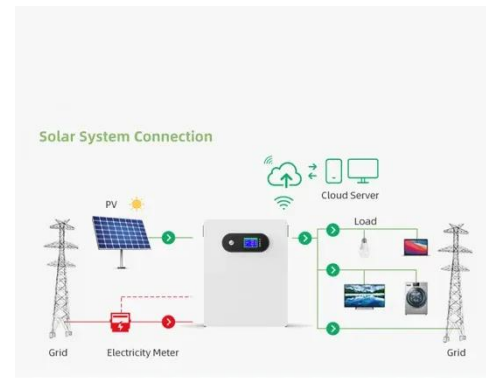 Solar System Connection
Cloud Server
PV
Load
Grid
Electricity Meter
Grid